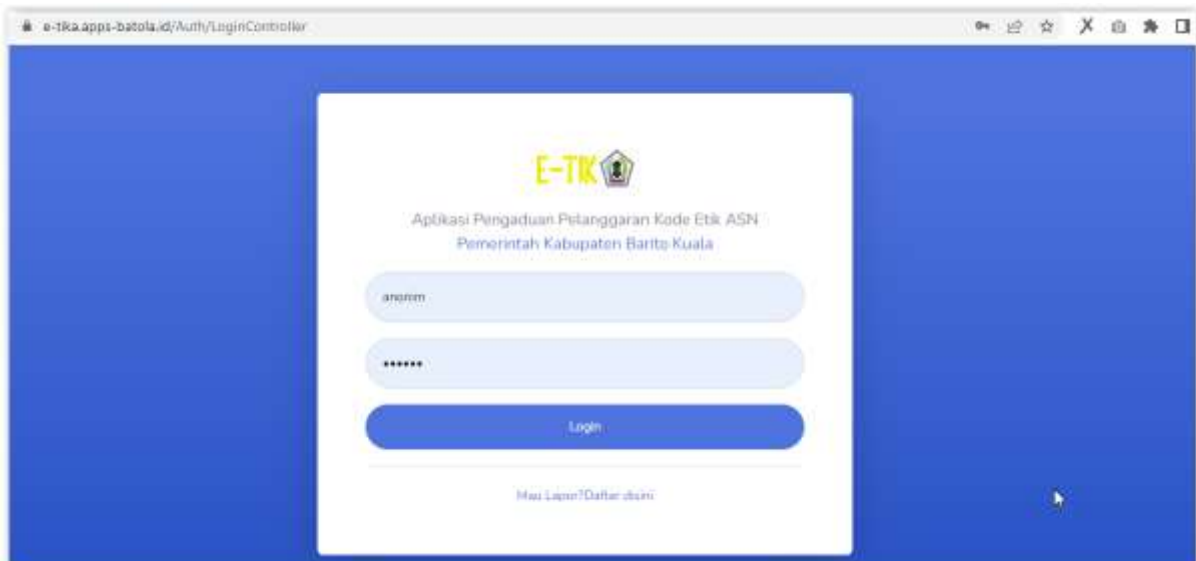 e-tika.apps-batola.id/Auth/LoginController
E-TIK
Aplikasi Pengaduan Pelanggaran Kode Etik ASN
Pemerintah Kabupaten Barito Kuala
anonim
••••••
Login
Mau Lapor?Daftar disini